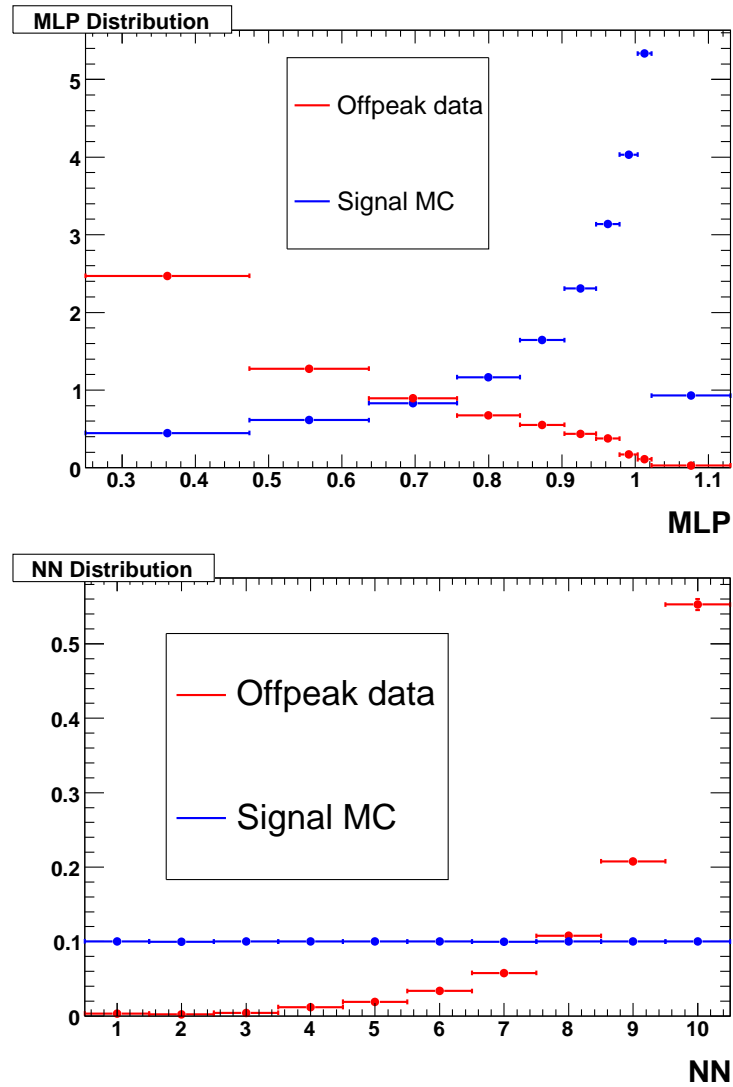 MLP Distribution
5
4
3
2
1
0
Offpeak data
Signal MC
0.3 0.4 0.5 0.6 0.7 0.8 0.9 1 1.1
MLP
NN Distribution
0.5
0.4
0.3
0.2
0.1
0
Offpeak data
Signal MC
1 2 3 4 5 6 7 8 9 10
NN